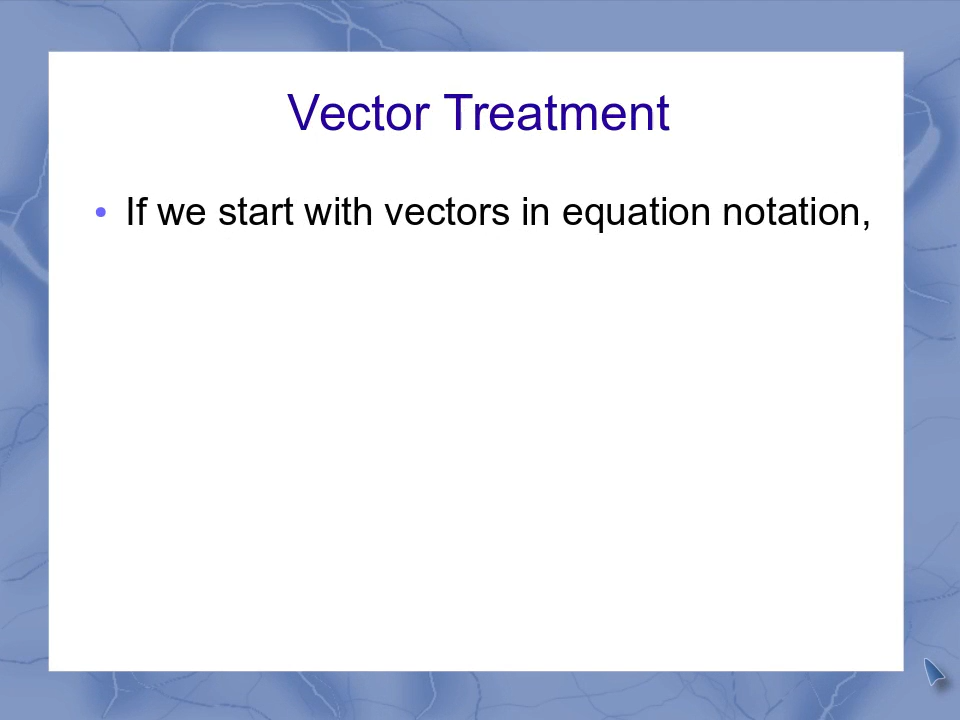 Vector Treatment
• If we start with vectors in equation notation,